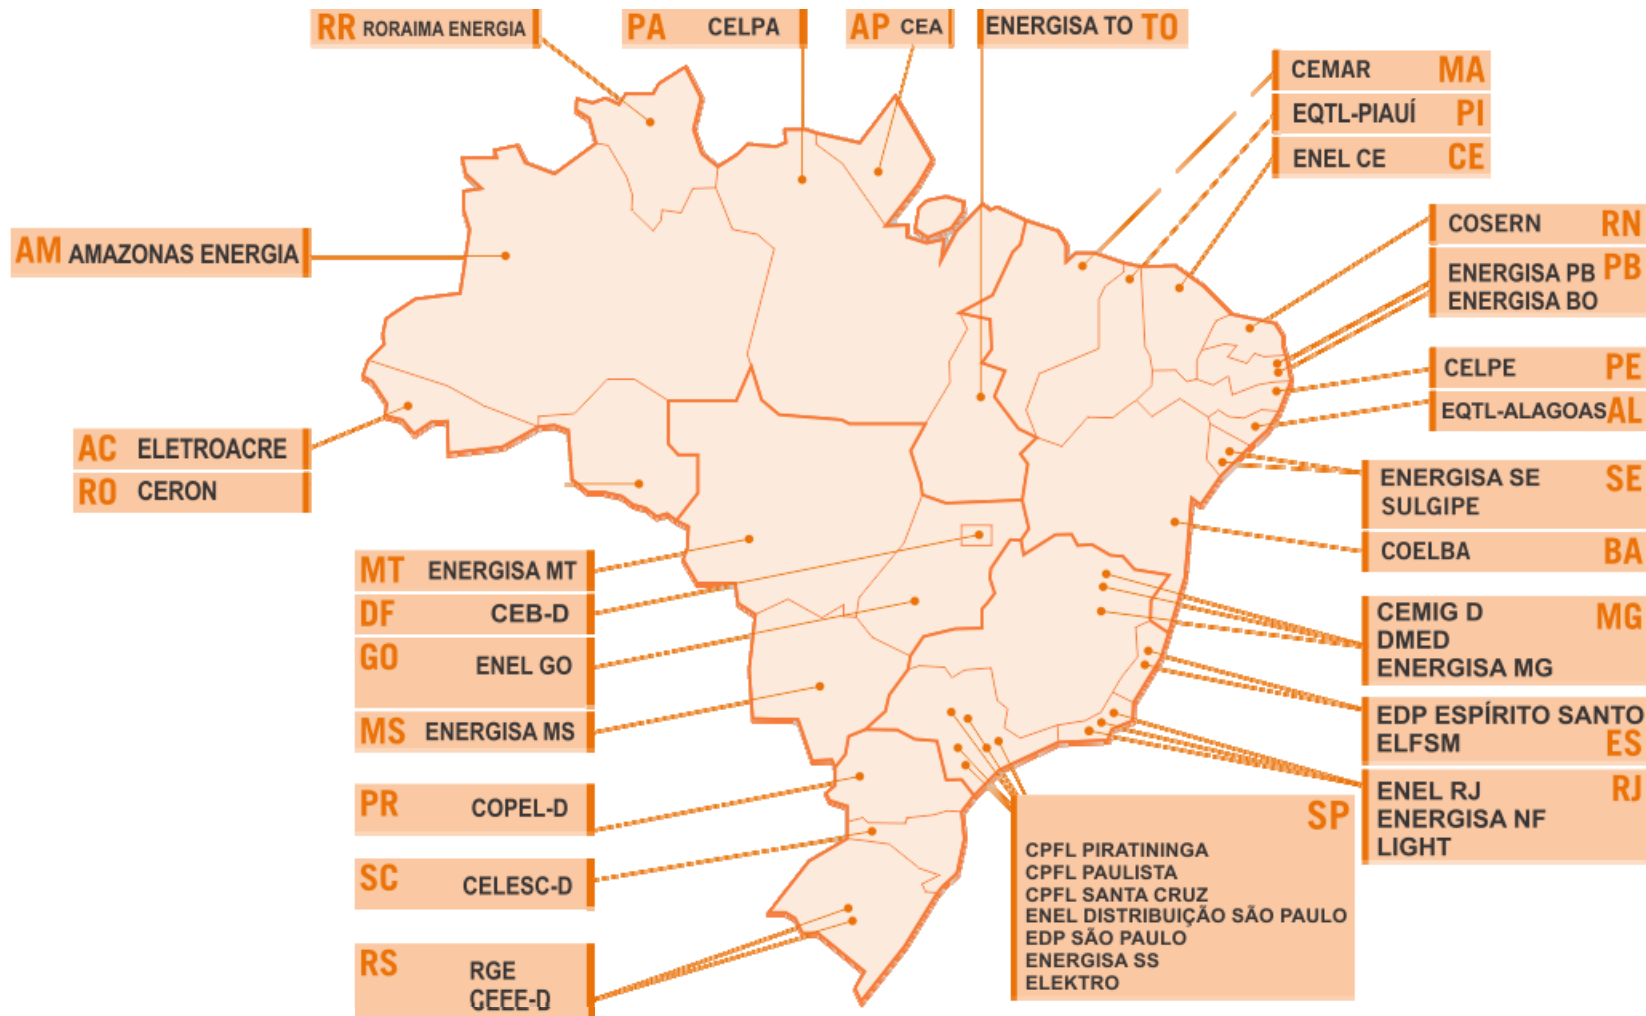 RR RORAIMA ENERGIA
PA CELPA
AP CEA
ENERGISA TO TO
CEMAR MA
EQTL-PIAUÍ PI
ENEL CE CE
COSERN RN
ENERGISA PB PB
ENERGISA BO
CELPE PE
EQTL-ALAGOAS AL
ENERGISA SE SE
SULGIPE
COELBA BA
CEMIG D MG
DMED
ENERGISA MG
EDP ESPÍRITO SANTO
ELFSM ES
ENEL RJ RJ
ENERGISA NF
LIGHT
SP
CPFL PIRATININGA
CPFL PAULISTA
CPFL SANTA CRUZ
ENEL DISTRIBUIÇÃO SÃO PAULO
EDP SÃO PAULO
ENERGISA SS
ELEKTRO
AM AMAZONAS ENERGIA
AC ELETROACRE
RO CERON
MT ENERGISA MT
DF CEB-D
GO ENEL GO
MS ENERGISA MS
PR COPEL-D
SC CELESC-D
RS RGE
CEEE-D